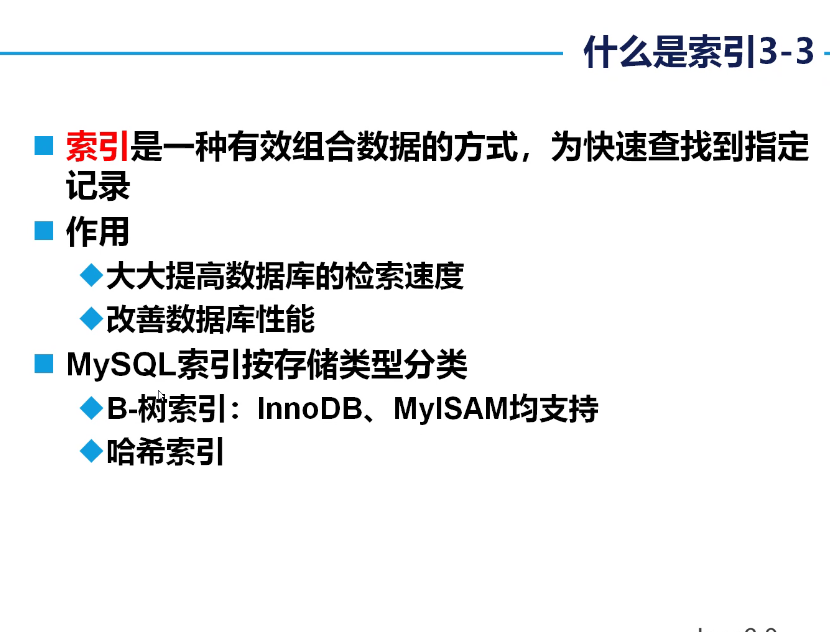 什么是索引3-3
索引是一种有效组合数据的方式，为快速查找到指定
记录
作用
大大提高数据库的检索速度
改善数据库性能
MySQL索引按存储类型分类
B-树索引：InnoDB、MyISAM均支持
哈希索引